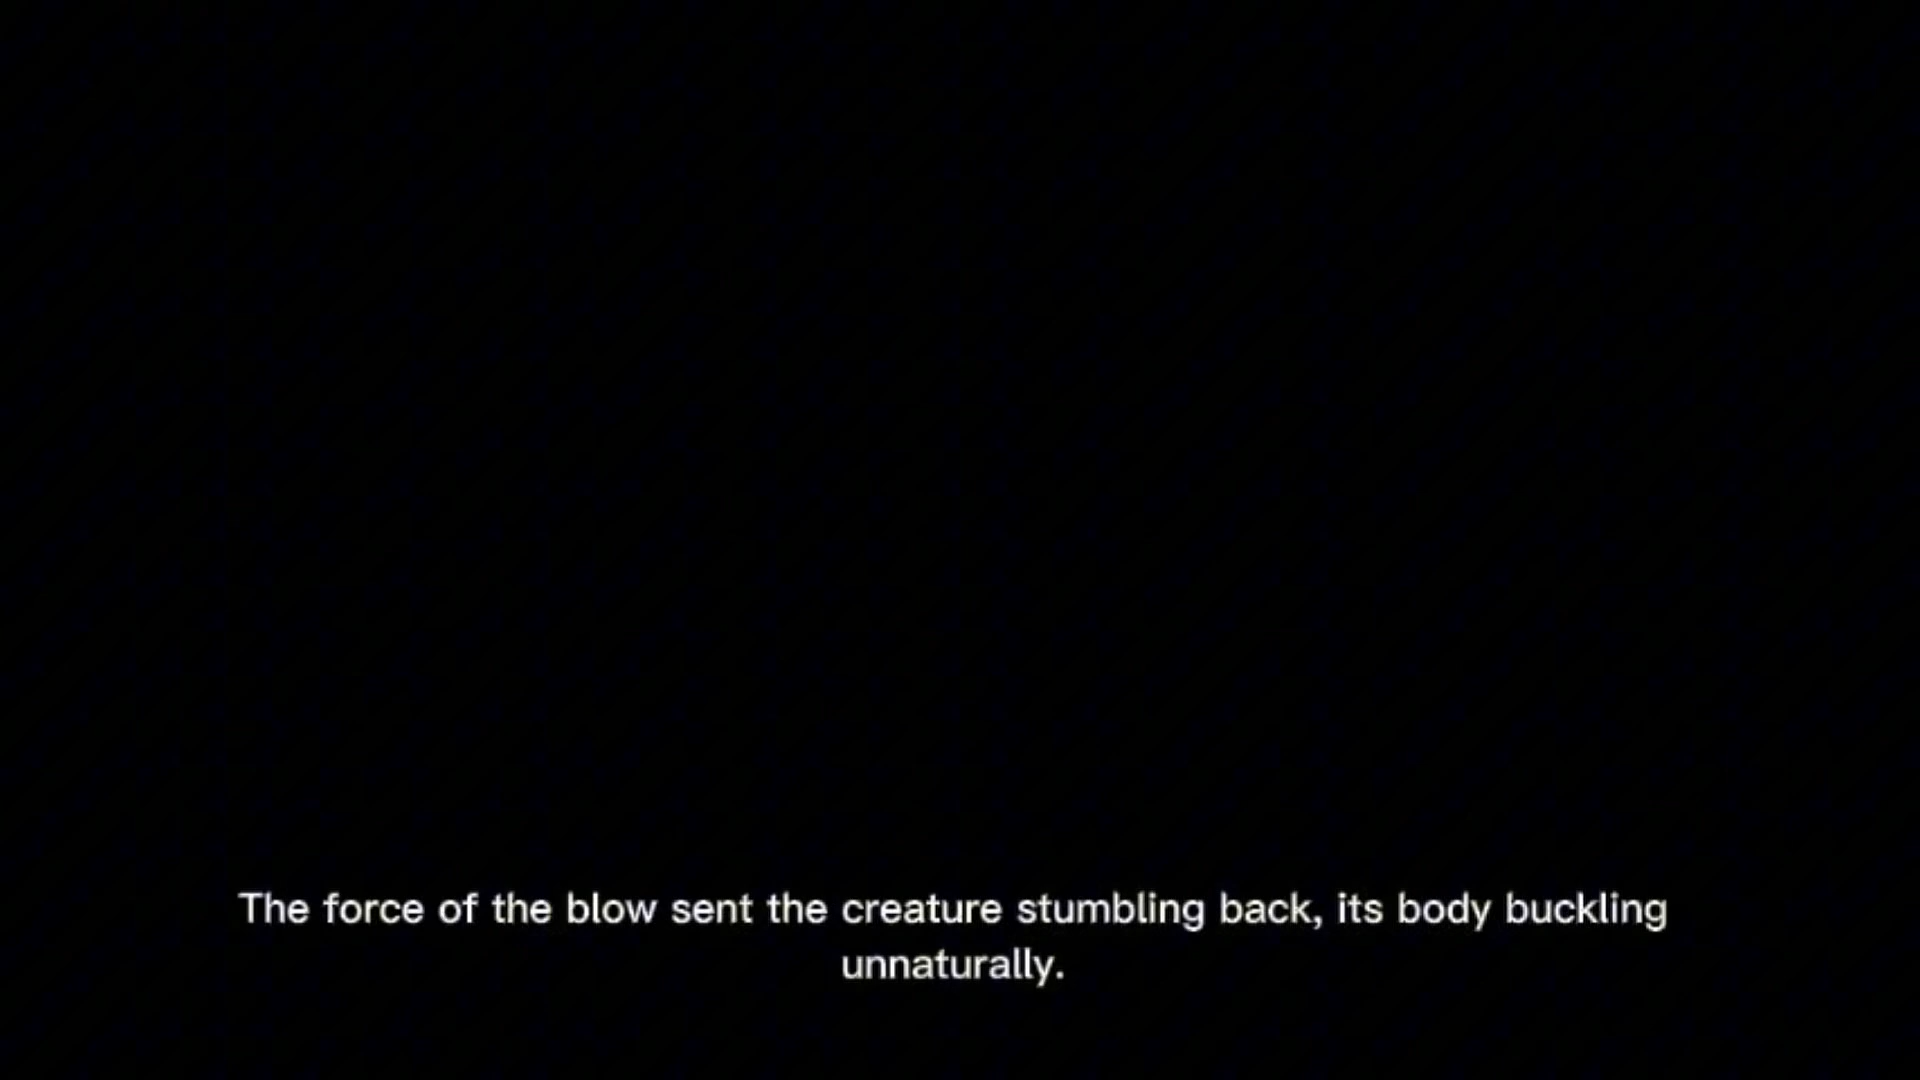 The force of the blow sent the creature stumbling back, its body buckling
unnaturally.